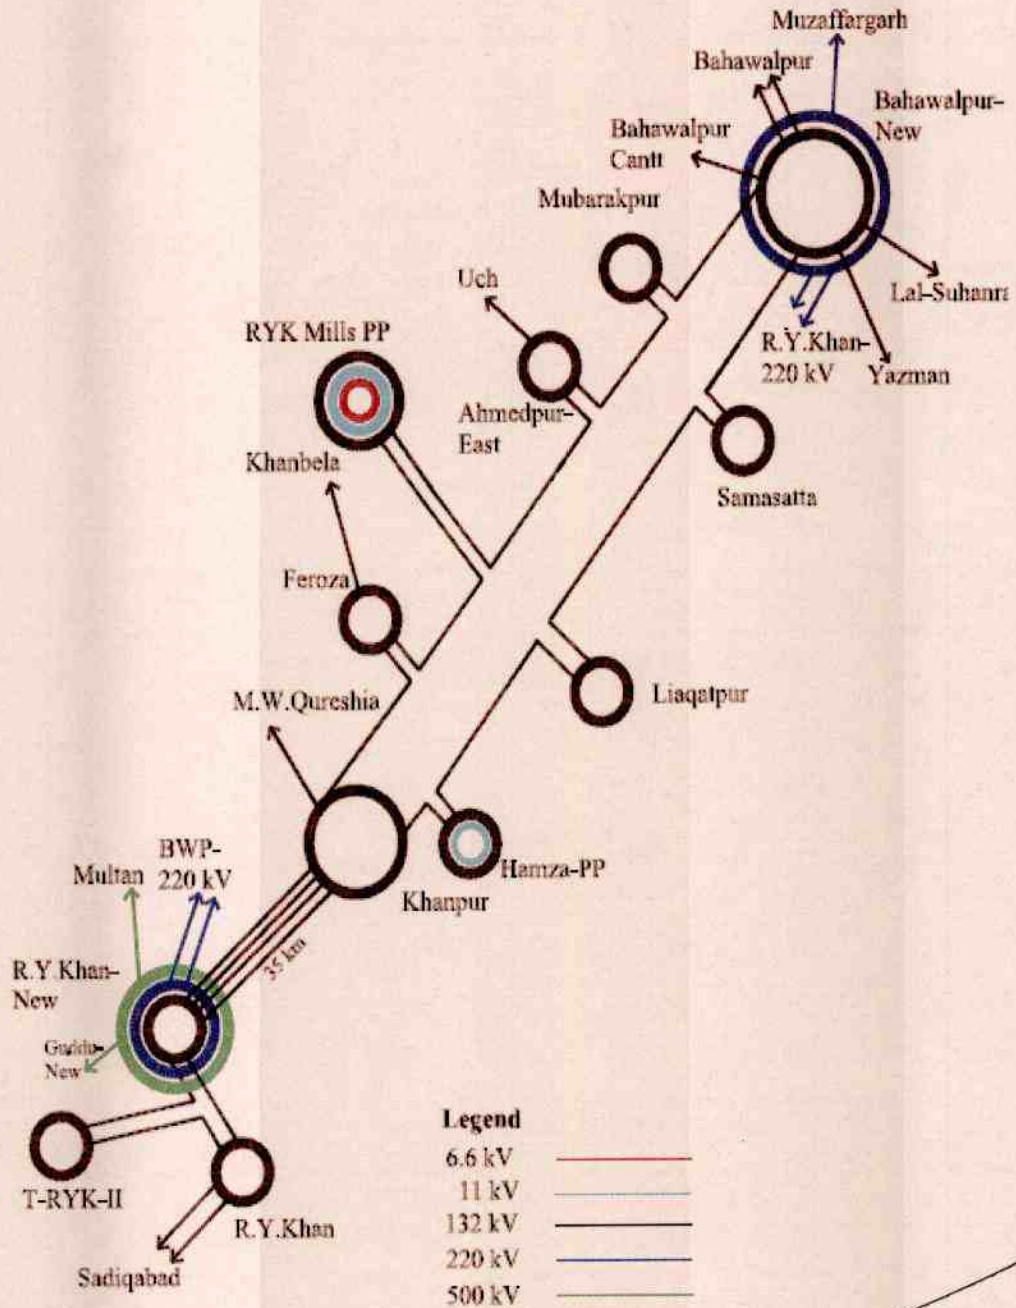 Muzaffargarh
Bahawalpur
Bahawalpur-
New
Bahawalpur
Cantt
Mubarakpur
Uch
Lal-Suhanra
RYK Mills PP
R.Y.Khan-
220 kV
Yazman
Ahmedpur-
East
Khanbela
Samasatta
Feroza
Liaqatpur
M.W.Qureshia
BWP-
220 kV
Multan
Hamza-PP
Khanpur
35 km
R.Y.Khan-
New
Guddu-
New
Legend
6.6 kV
11 kV
132 kV
220 kV
500 kV
T-RYK-II
R.Y.Khan
Sadiqabad